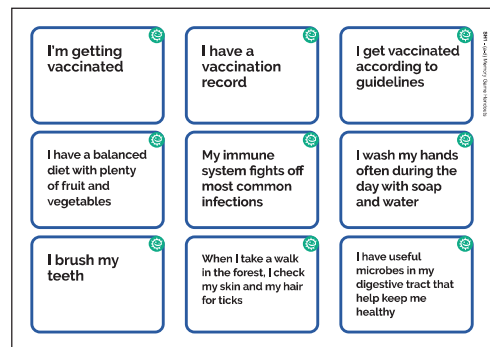 I'm getting
vaccinated
I have a
vaccination
record
I get vaccinated
according to
guidelines
I have a balanced
diet with plenty
of fruit and
vegetables
My immune
system fights off
most common
infections
I wash my hands
often during the
day with soap
and water
I brush my
teeth
When I take a walk
in the forest, I check
my skin and my hair
for ticks
I have useful
microbes in my
digestive tract that
help keep me
healthy
Memory Game Handouts